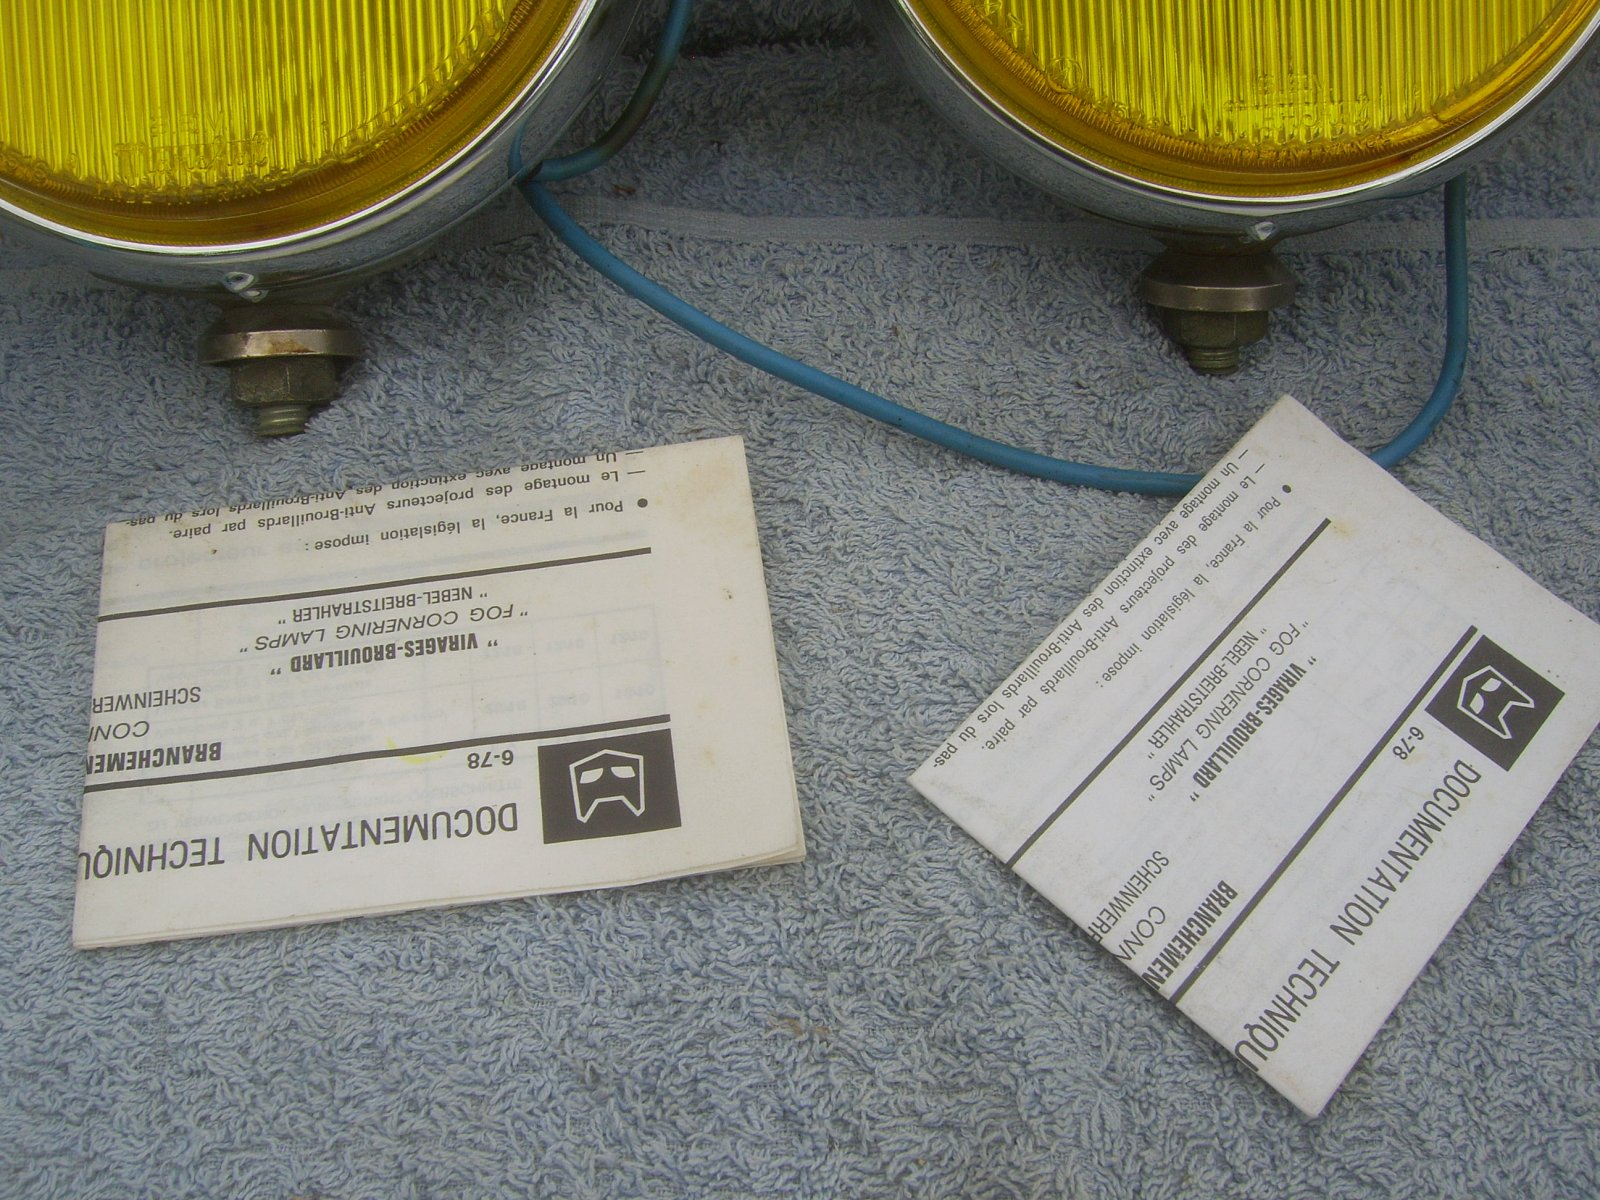 DOCUMENTATION TECHNIQU
6-78
BRANCHEMEN
CONN
SCHEINWER
" VIRAGES-BROUILLARD "
" FOG CORNERING LAMPS "
" NEBEL-BREITSTRAHLER "
• Pour la France, la législation impose :
— Le montage des projecteurs Anti-Brouillards par paire.
— Un montage avec extinction des Anti-Brouillards lors du pas-
DOCUMENTATION TECHNIQU
6-78
BRANCHEMEN
CONN
SCHEINWERF
" VIRAGES-BROUILLARD "
" FOG CORNERING LAMPS "
" NEBEL-BREITSTRAHLER "
• Pour la France, la législation impose :
— Le montage des projecteurs Anti-Brouillards par paire.
— Un montage avec extinction des Anti-Brouillards lors du pas-